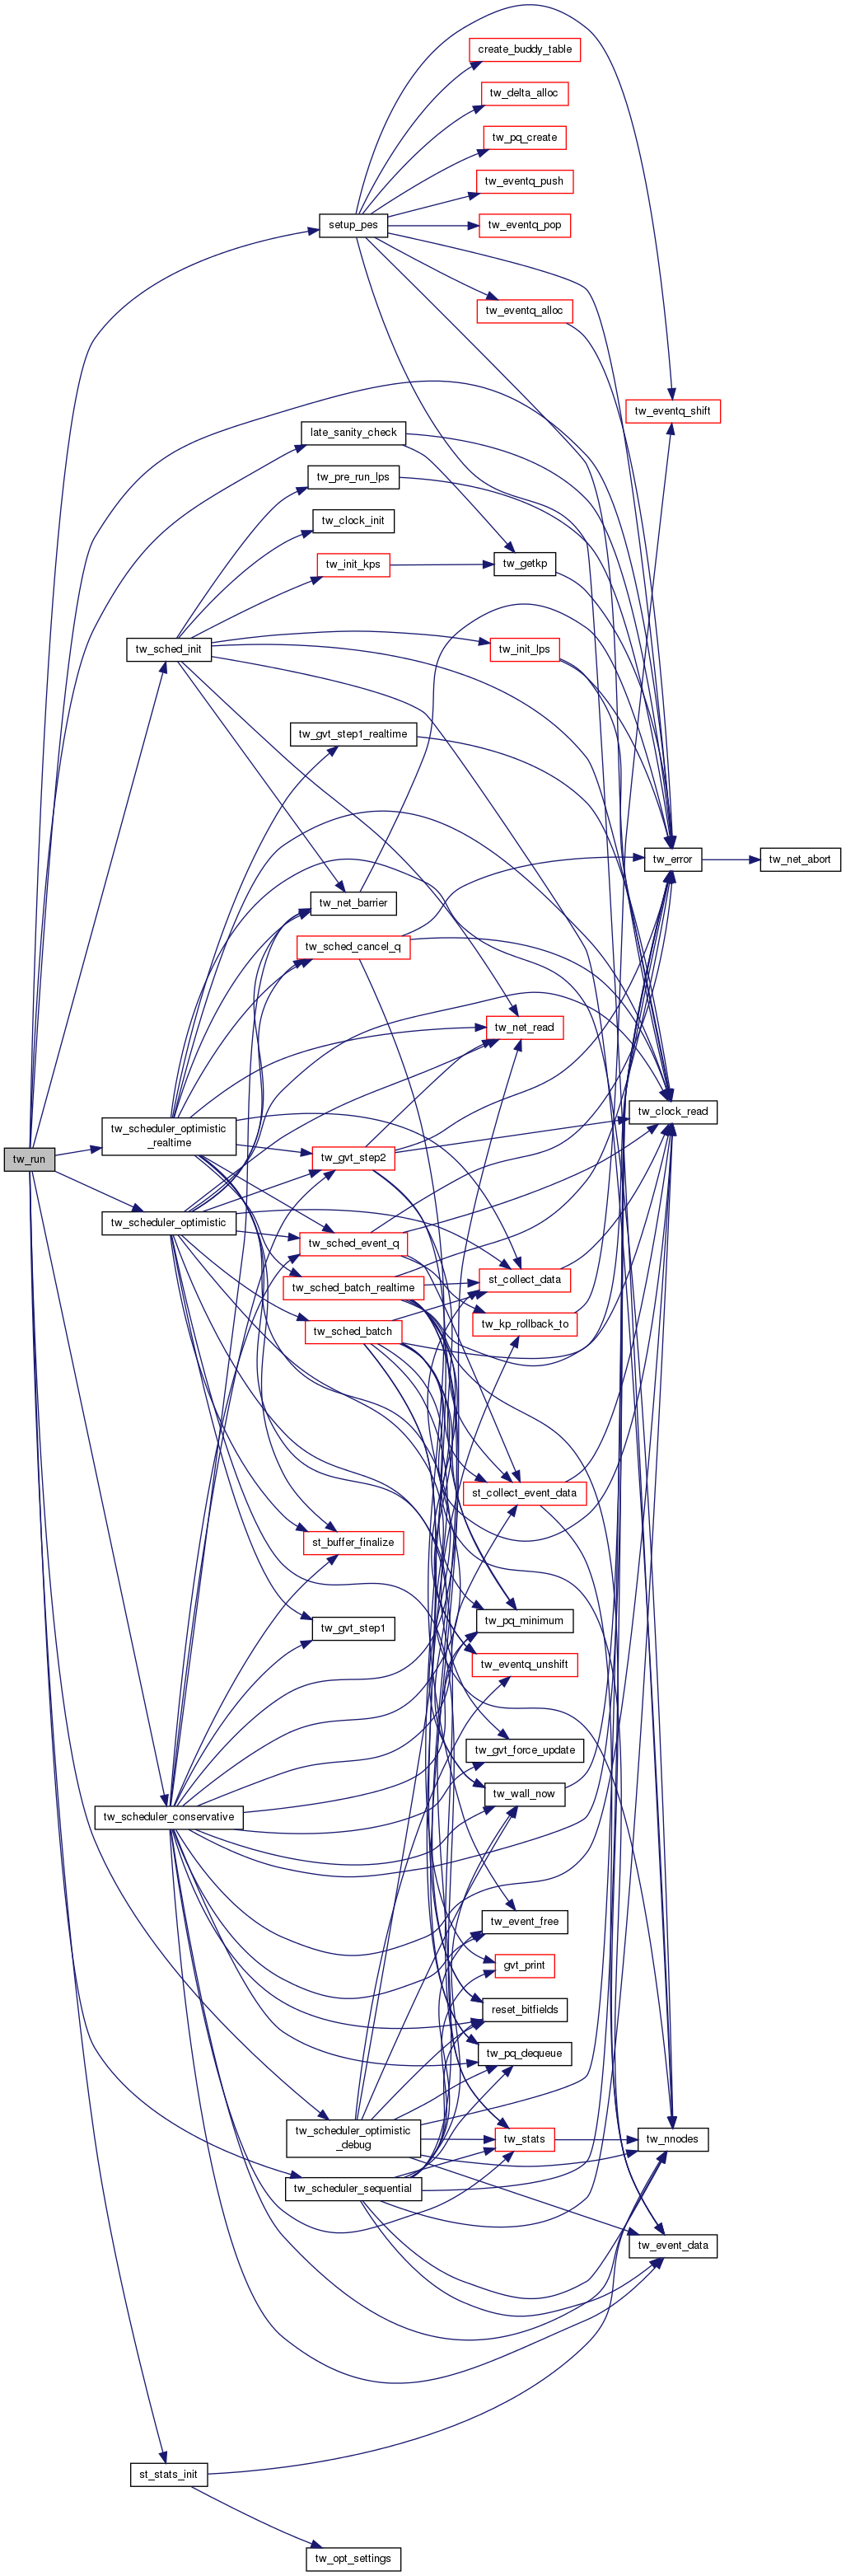 create_buddy_table
tw_delta_alloc
tw_pq_create
tw_eventq_push
setup_pes
tw_eventq_pop
tw_eventq_alloc
tw_eventq_shift
late_sanity_check
tw_pre_run_lps
tw_clock_init
tw_init_kps
tw_getkp
tw_sched_init
tw_init_lps
tw_gvt_step1_realtime
tw_error
tw_net_abort
tw_net_barrier
tw_sched_cancel_q
tw_net_read
tw_clock_read
tw_scheduler_optimistic
_realtime
tw_run
tw_gvt_step2
tw_scheduler_optimistic
tw_sched_event_q
st_collect_data
tw_sched_batch_realtime
tw_kp_rollback_to
tw_sched_batch
st_collect_event_data
st_buffer_finalize
tw_pq_minimum
tw_gvt_step1
tw_eventq_unshift
tw_gvt_force_update
tw_wall_now
tw_scheduler_conservative
tw_event_free
gvt_print
reset_bitfields
tw_pq_dequeue
tw_scheduler_optimistic
_debug
tw_stats
tw_nnodes
tw_scheduler_sequential
tw_event_data
st_stats_init
tw_opt_settings